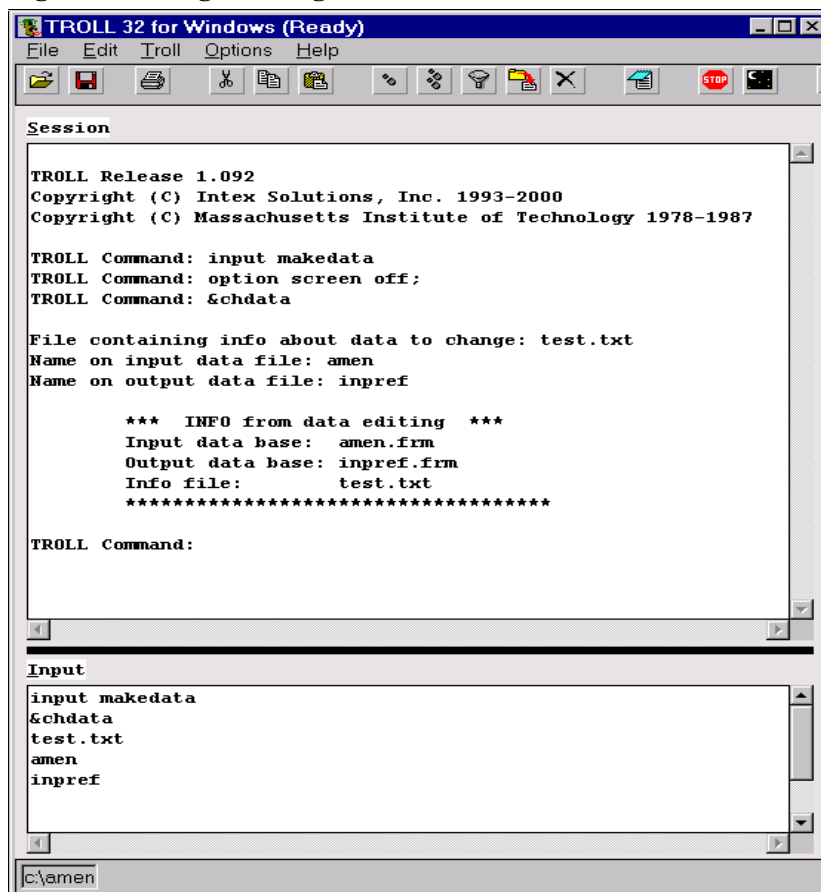 TROLL 32 for Windows (Ready)
File Edit Troll Options Help
STOP
Session
TROLL Release 1.092
Copyright (C) Intex Solutions, Inc. 1993-2000
Copyright (C) Massachusetts Institute of Technology 1978-1987
TROLL Command: input makedata
TROLL Command: option screen off;
TROLL Command: &chdata
File containing info about data to change: test.txt
Name on input data file: amen
Name on output data file: inpref
*** INFO from data editing ***
Input data base: amen.frm
Output data base: inpref.frm
Info file: test.txt
***********************************
TROLL Command:
Input
input makedata
&chdata
test.txt
amen
inpref
c:\amen